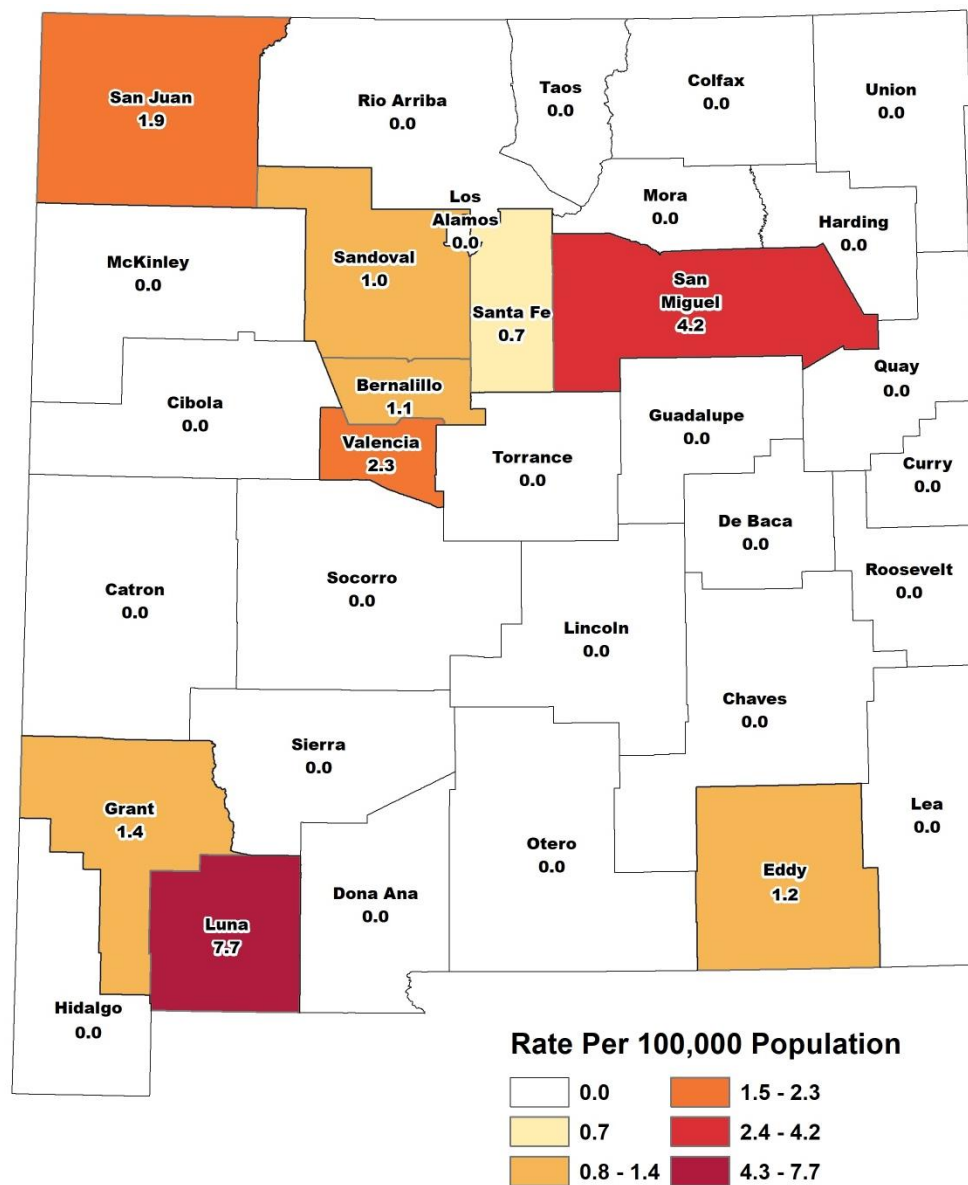 San Juan
1.9
Rio Arriba
0.0
Taos
0.0
Colfax
0.0
Union
0.0
Los
Alamos
0.0
Mora
0.0
Harding
0.0
McKinley
0.0
Sandoval
1.0
Santa Fe
0.7
San
Miguel
4.2
Quay
0.0
Cibola
0.0
Bernalillo
1.1
Guadalupe
0.0
Valencia
2.3
Torrance
0.0
Curry
0.0
De Baca
0.0
Catron
0.0
Socorro
0.0
Roosevelt
0.0
Lincoln
0.0
Chaves
0.0
Sierra
0.0
Grant
1.4
Otero
0.0
Lea
0.0
Eddy
1.2
Dona Ana
0.0
Luna
7.7
Hidalgo
0.0
Rate Per 100,000 Population
0.0
0.7
0.8 - 1.4
1.5 - 2.3
2.4 - 4.2
4.3 - 7.7